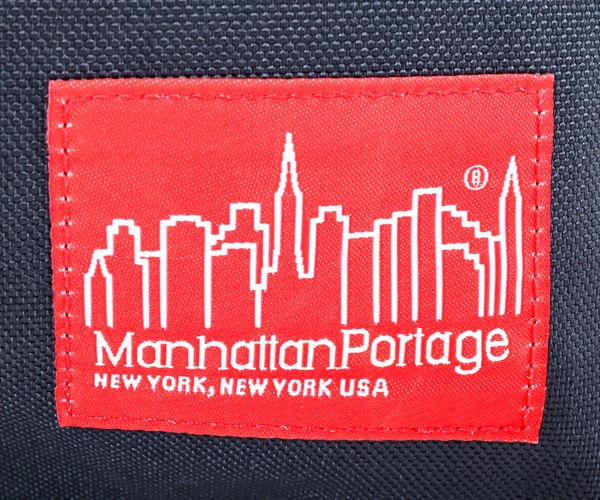 ®
ManhattanPortage
NEW YORK, NEW YORK USA